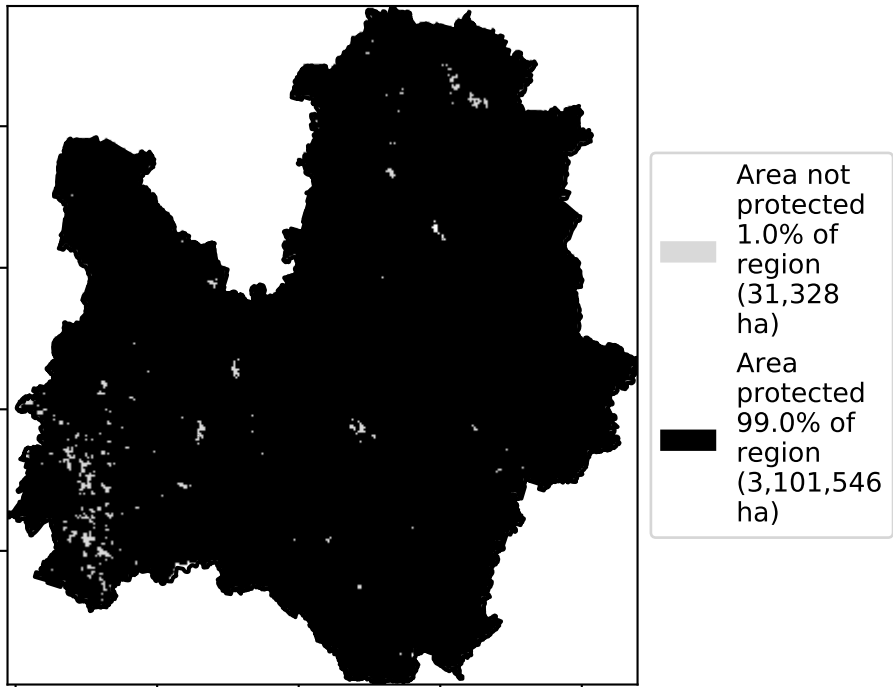 Area not
protected
1.0% of
region
(31,328
ha)
Area
protected
99.0% of
region
(3,101,546
ha)